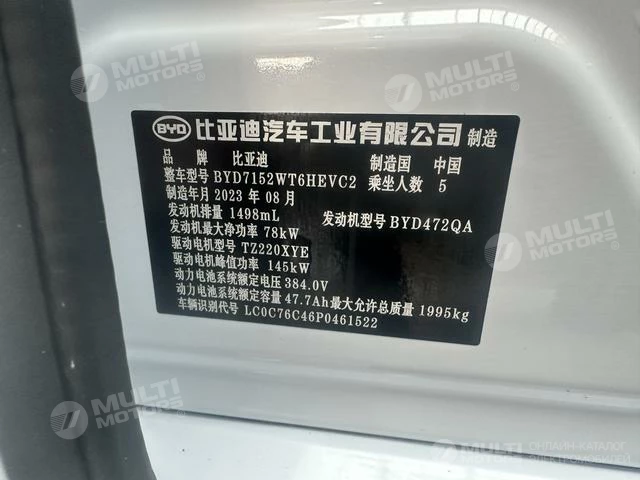 MULTI MOTORS®
MULTI MOTORS
BYD 比亚迪汽车工业有限公司 制造
品 牌 比亚迪 制造国 中国
整车型号 BYD7152WT6HEVC2 乘坐人数 5
制造年月 2023 年 08 月
发动机排量 1498mL 发动机型号 BYD472QA
发动机最大净功率 78kW
驱动电机型号 TZ220XYE
驱动电机峰值功率 145kW
动力电池系统额定电压 384.0V
动力电池系统额定容量 47.7Ah 最大允许总质量 1995kg
车辆识别代号 LC0C76C46P0461522
MULTI MOTORS®
MULTI MOTORS
MULTI ОНЛАЙН-КАТАЛОГ
ЭЛЕКТРОМОБИЛЕЙ